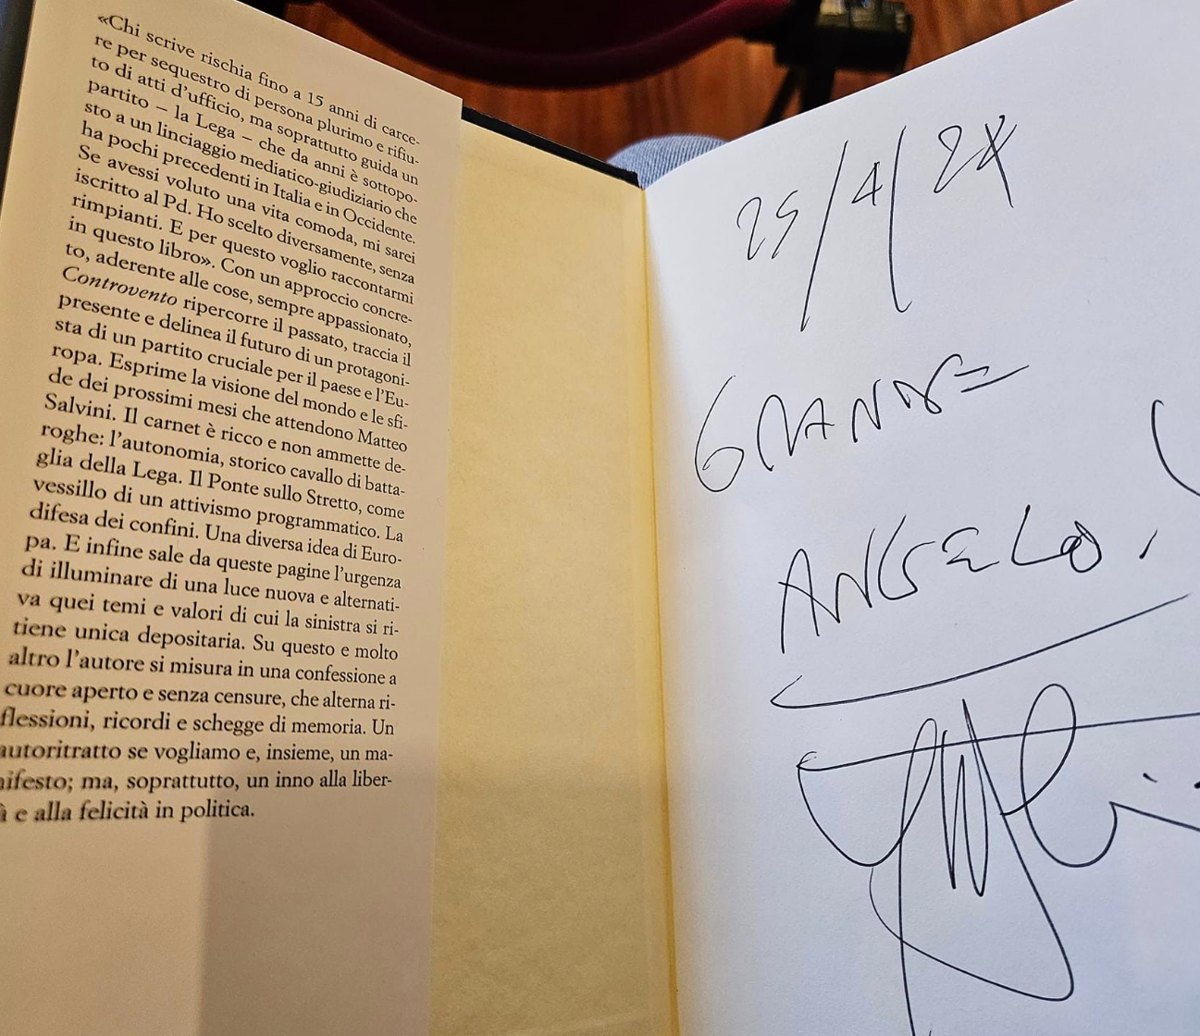 «Chi scrive rischia fino a 15 anni di carce-
re per sequestro di persona plurimo e rifiu-
to di atti d'ufficio, ma soprattutto guida un
partito – la Lega – che da anni è sottopo-
sto a un linciaggio mediatico-giudiziario che
ha pochi precedenti in Italia e in Occidente.
Se avessi voluto una vita comoda, mi sarei
iscritto al Pd. Ho scelto diversamente, senza
rimpianti. E per questo voglio raccontarmi
in questo libro». Con un approccio concre-
to, aderente alle cose, sempre appassionato,
Controvento ripercorre il passato, traccia il
presente e delinea il futuro di un protagoni-
sta di un partito cruciale per il paese e l'Eu-
ropa. Esprime la visione del mondo e le sfi-
de dei prossimi mesi che attendono Matteo
Salvini. Il carnet è ricco e non ammette de-
roghe: l'autonomia, storico cavallo di batta-
glia della Lega. Il Ponte sullo Stretto, come
vessillo di un attivismo programmatico. La
difesa dei confini. Una diversa idea di Euro-
pa. E infine sale da queste pagine l'urgenza
di illuminare di una luce nuova e alternati-
va quei temi e valori di cui la sinistra si ri-
tiene unica depositaria. Su questo e molto
altro l'autore si misura in una confessione a
cuore aperto e senza censure, che alterna ri-
flessioni, ricordi e schegge di memoria. Un
autoritratto se vogliamo e, insieme, un ma-
nifesto; ma, soprattutto, un inno alla liber-
à e alla felicità in politica.
25/4/24
GRANDE
ANGELO,